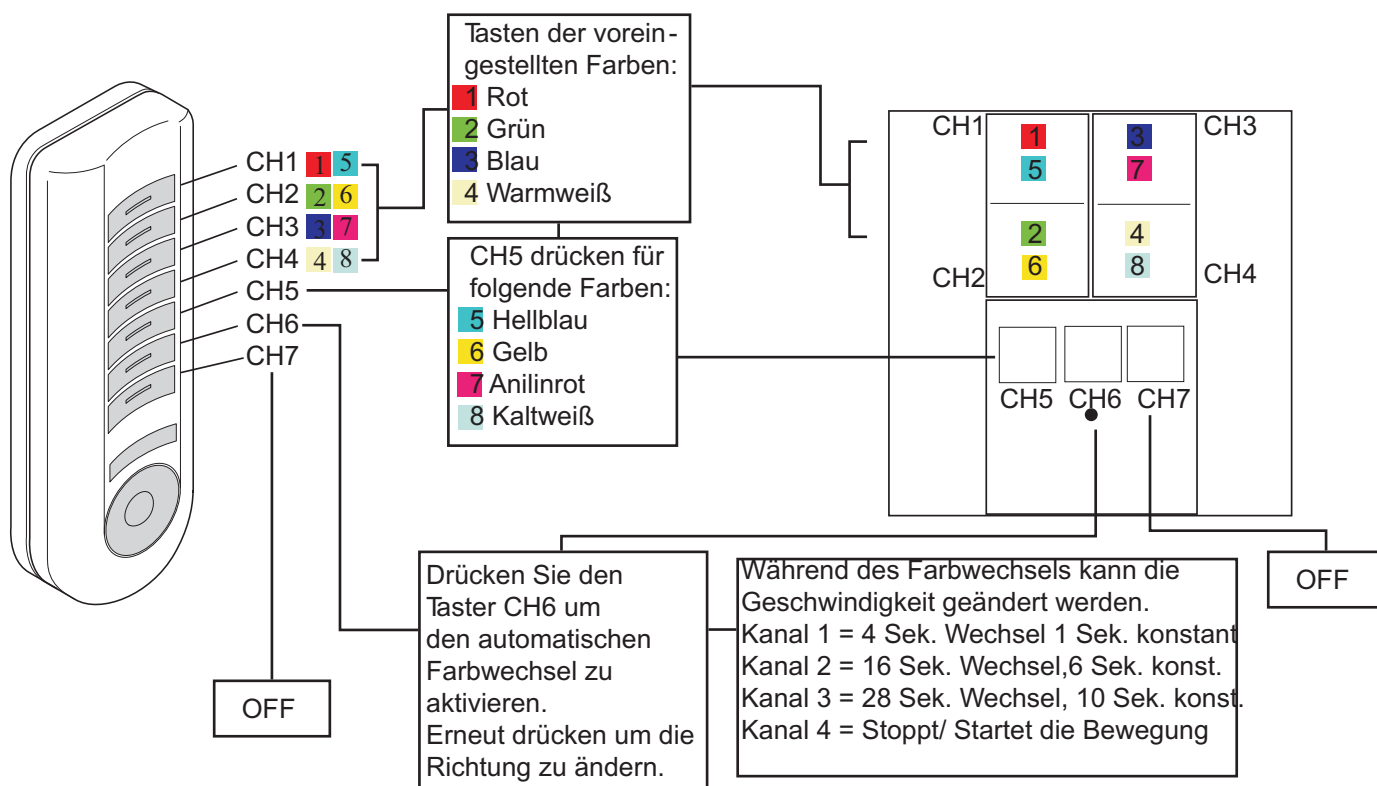 Tasten der vorein-
gestellten Farben:
1 Rot
2 Grün
3 Blau
4 Warmweiß
CH1 1 5
CH2 2 6
CH3 3 7
CH4 4 8
CH5
CH6
CH7
CH5 drücken für
folgende Farben:
5 Hellblau
6 Gelb
7 Anilinrot
8 Kaltweiß
CH1 1 3 CH3
5 7
2 4
CH2 6 8 CH4
CH5 CH6 CH7
OFF
Drücken Sie den
Taster CH6 um
den automatischen
Farbwechsel zu
aktivieren.
Erneut drücken um die
Richtung zu ändern.
Während des Farbwechsels kann die
Geschwindigkeit geändert werden.
Kanal 1 = 4 Sek. Wechsel 1 Sek. konstant
Kanal 2 = 16 Sek. Wechsel,6 Sek. konst.
Kanal 3 = 28 Sek. Wechsel, 10 Sek. konst.
Kanal 4 = Stoppt/ Startet die Bewegung
OFF